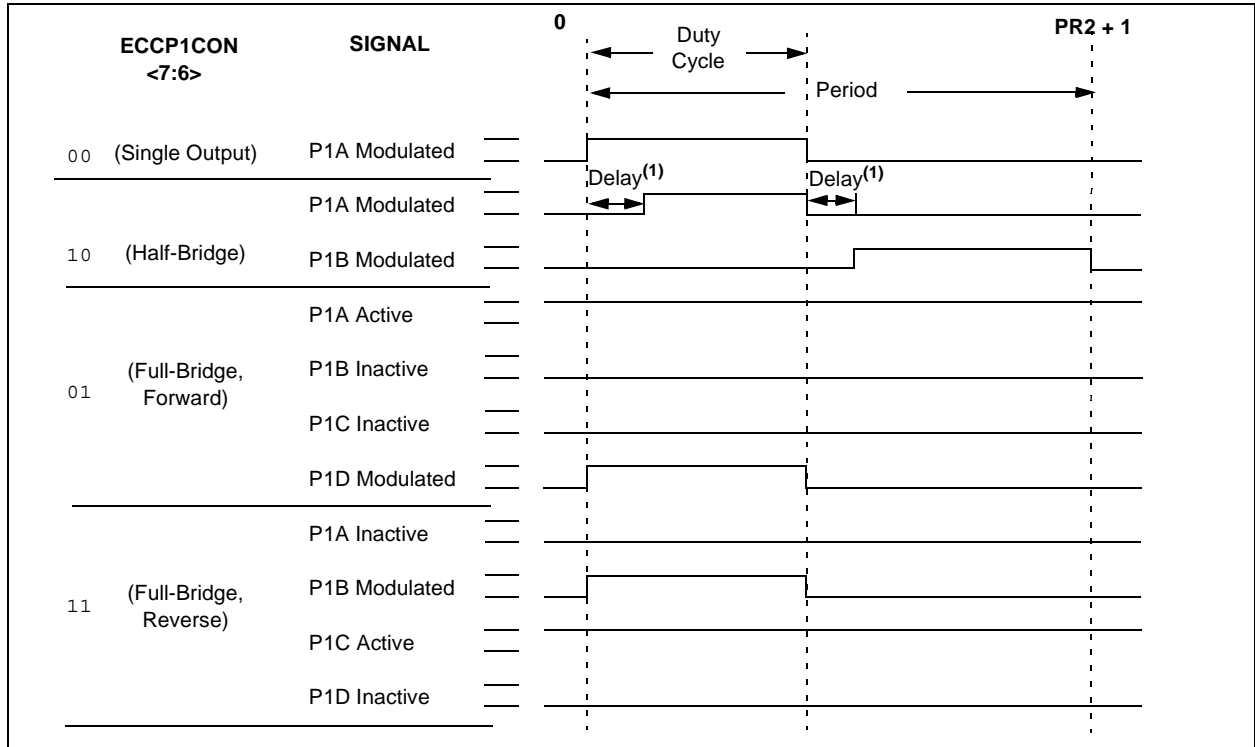 0
PR2 + 1
ECCP1CON
<7:6>
SIGNAL
Duty
Cycle
Period
00 (Single Output) P1A Modulated
Delay(1) Delay(1)
P1A Modulated
10 (Half-Bridge) P1B Modulated
P1A Active
01 (Full-Bridge,
Forward)
P1B Inactive
P1C Inactive
P1D Modulated
P1A Inactive
11 (Full-Bridge,
Reverse)
P1B Modulated
P1C Active
P1D Inactive